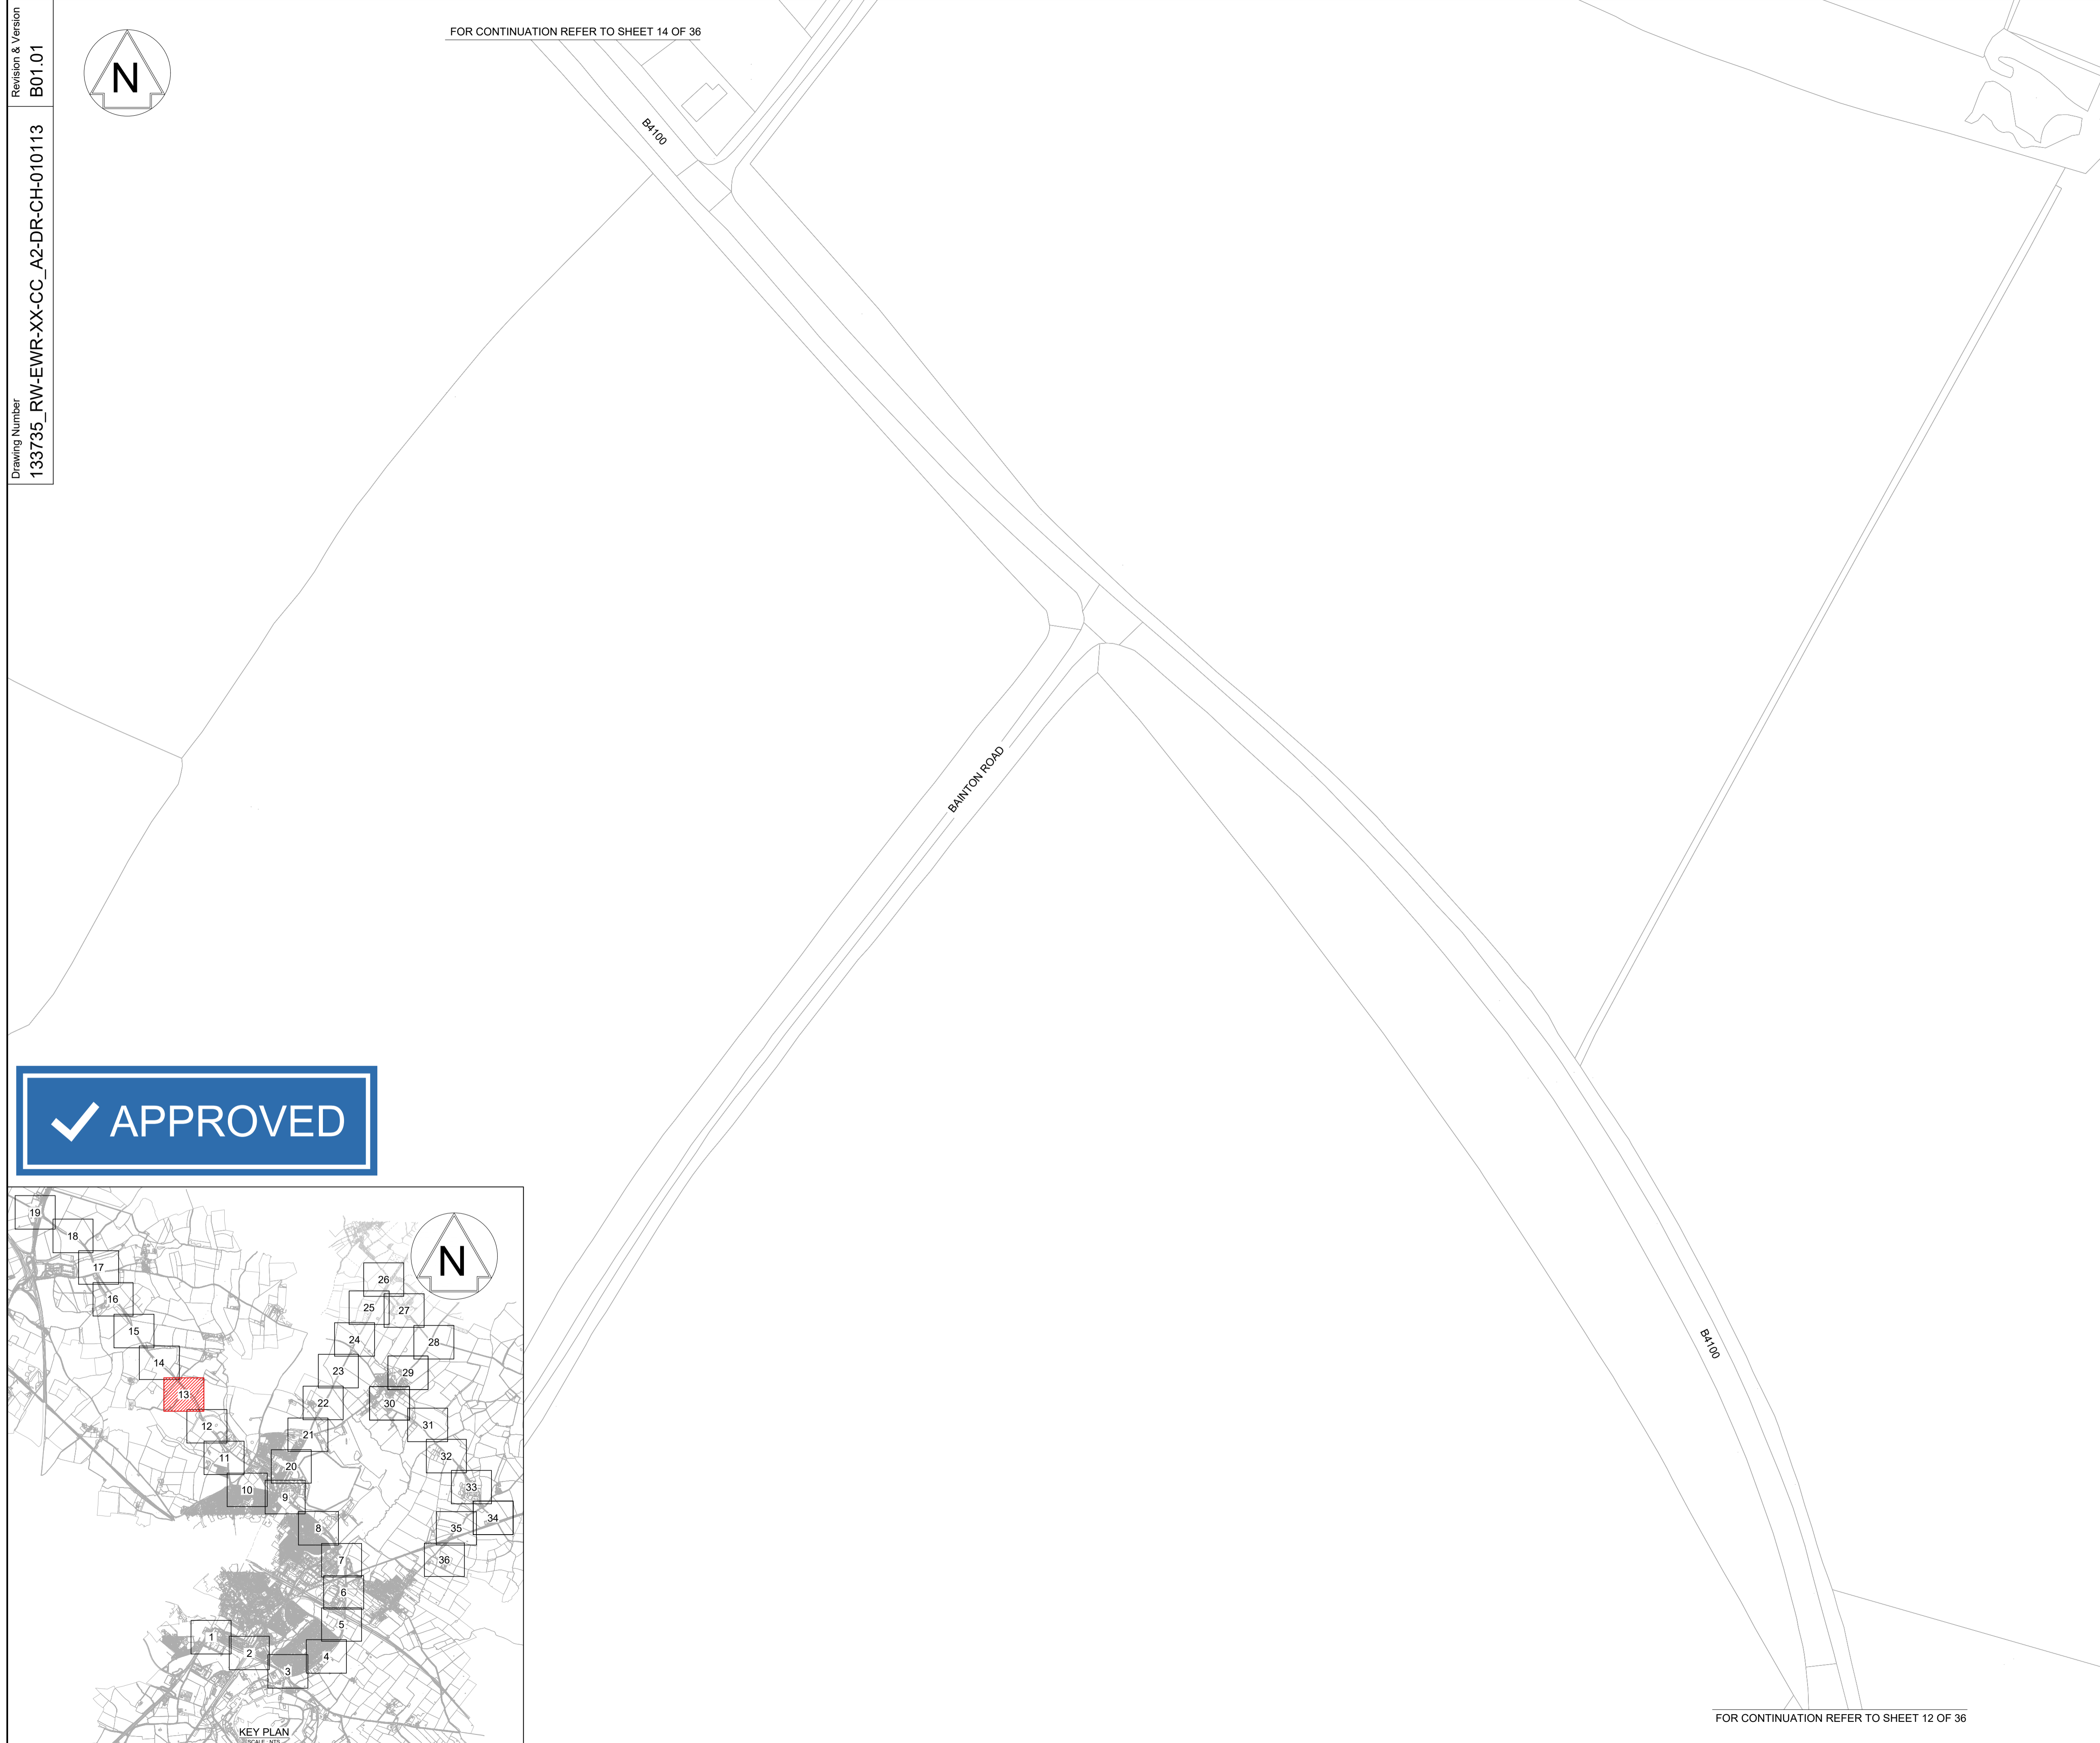 Revision & Version
B01.01
Drawing Number
133735_RW-EWR-XX-CC_A2-DR-CH-010113
N
FOR CONTINUATION REFER TO SHEET 14 OF 36
B4100
BAINTON ROAD
B4100
FOR CONTINUATION REFER TO SHEET 12 OF 36
APPROVED
N
19
18
17
16
15
14
13
12
11
10
9
20
21
22
23
24
25
26
27
28
29
30
31
32
33
34
35
36
8
7
6
5
4
3
2
1
KEY PLAN
SCALE NTS